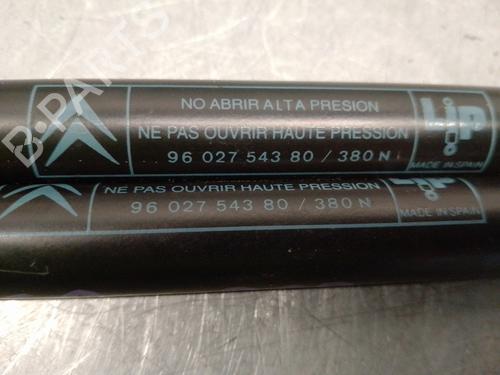 NO ABRIR ALTA PRESION
NE PAS OUVRIR HAUTE PRESSION
96 027 543 80 / 380 N
MADE IN SPAIN
NE PAS OUVRIR HAUTE PRESSION
96 027 543 80 / 380 N
MADE IN SPAIN
B-PARTS